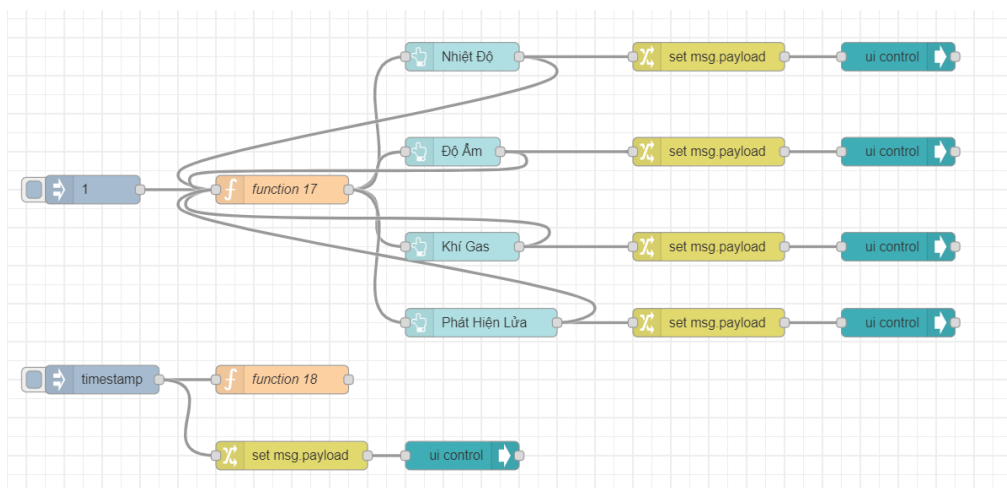 Nhiệt Độ
set msg.payload
ui control
Độ Ẩm
set msg.payload
ui control
1
function 17
Khí Gas
set msg.payload
ui control
Phát Hiện Lửa
set msg.payload
ui control
timestamp
function 18
set msg.payload
ui control